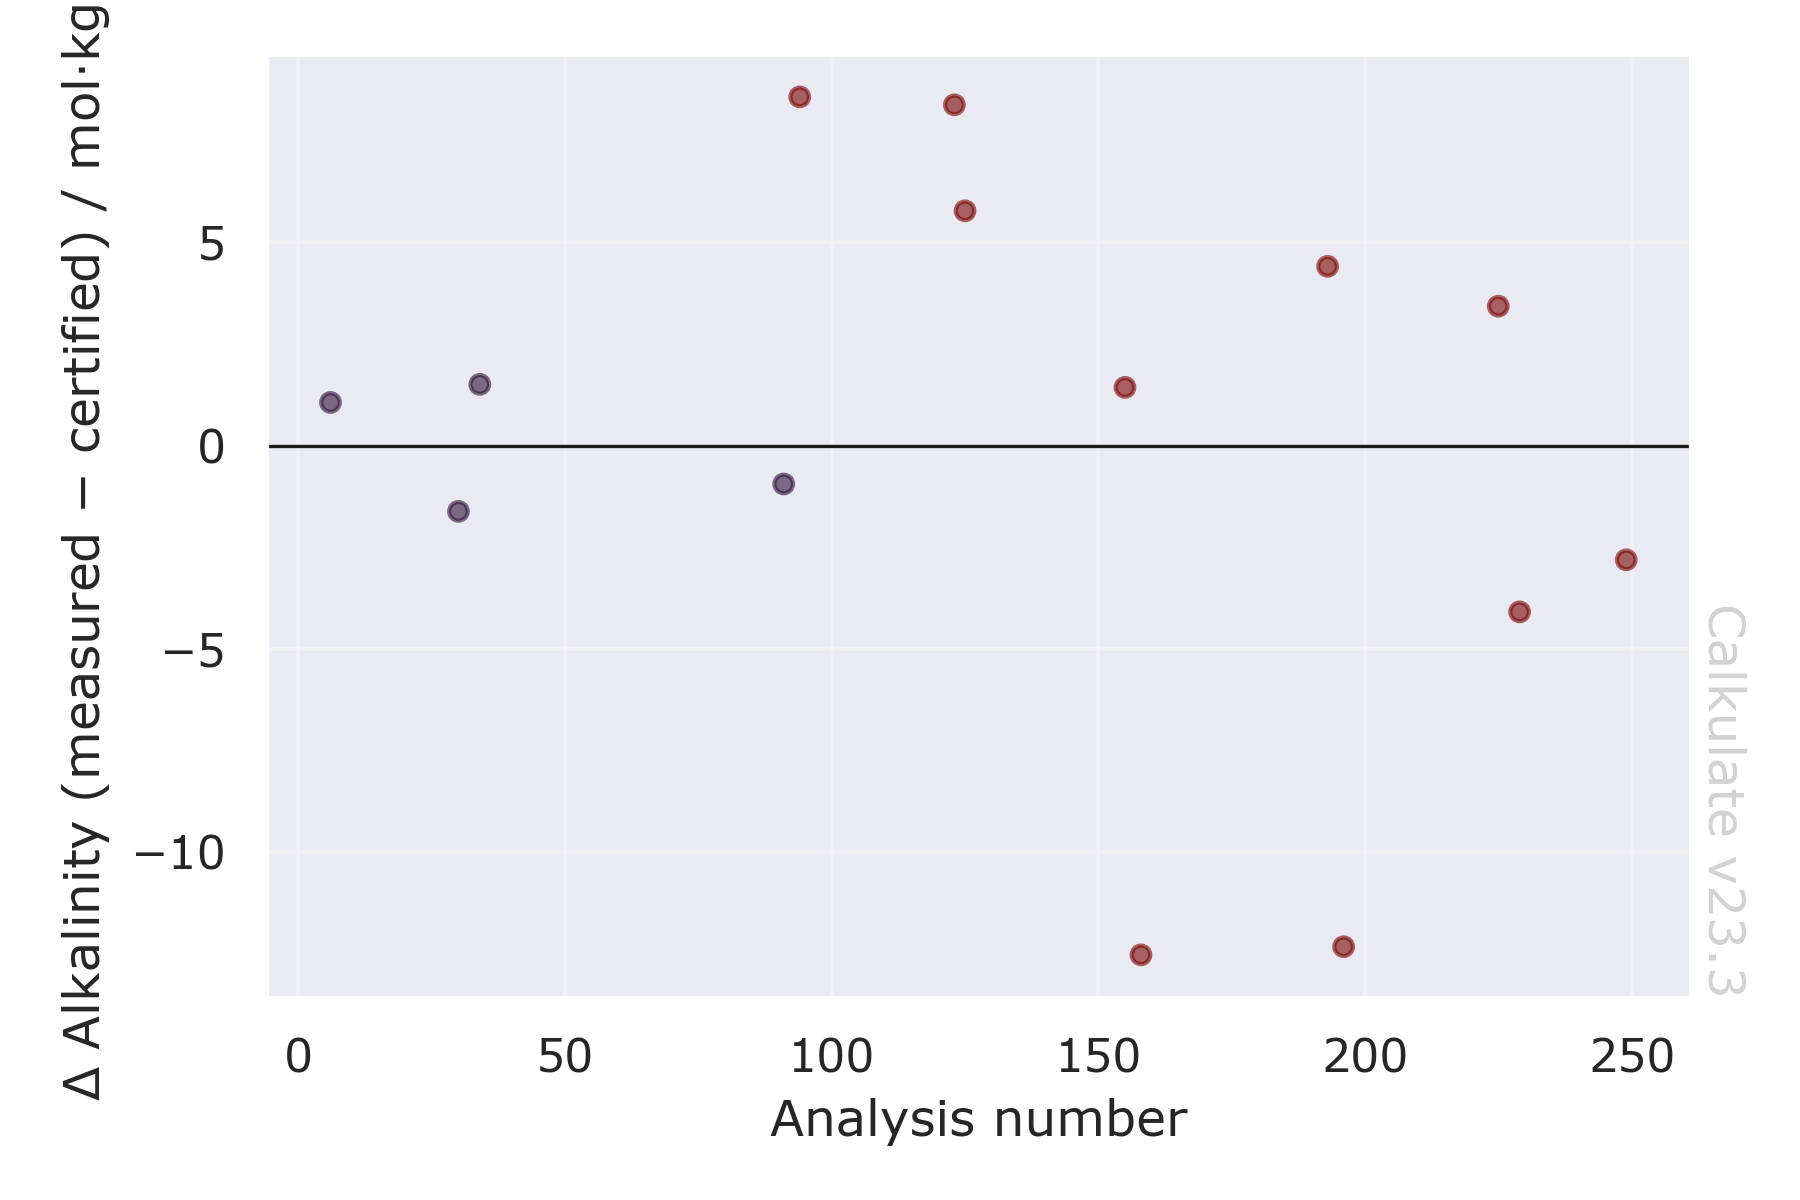 Δ Alkalinity (measured − certified) / mol·kg
5
0
−5
−10
0 50 100 150 200 250
Analysis number
Calkulate v23.3